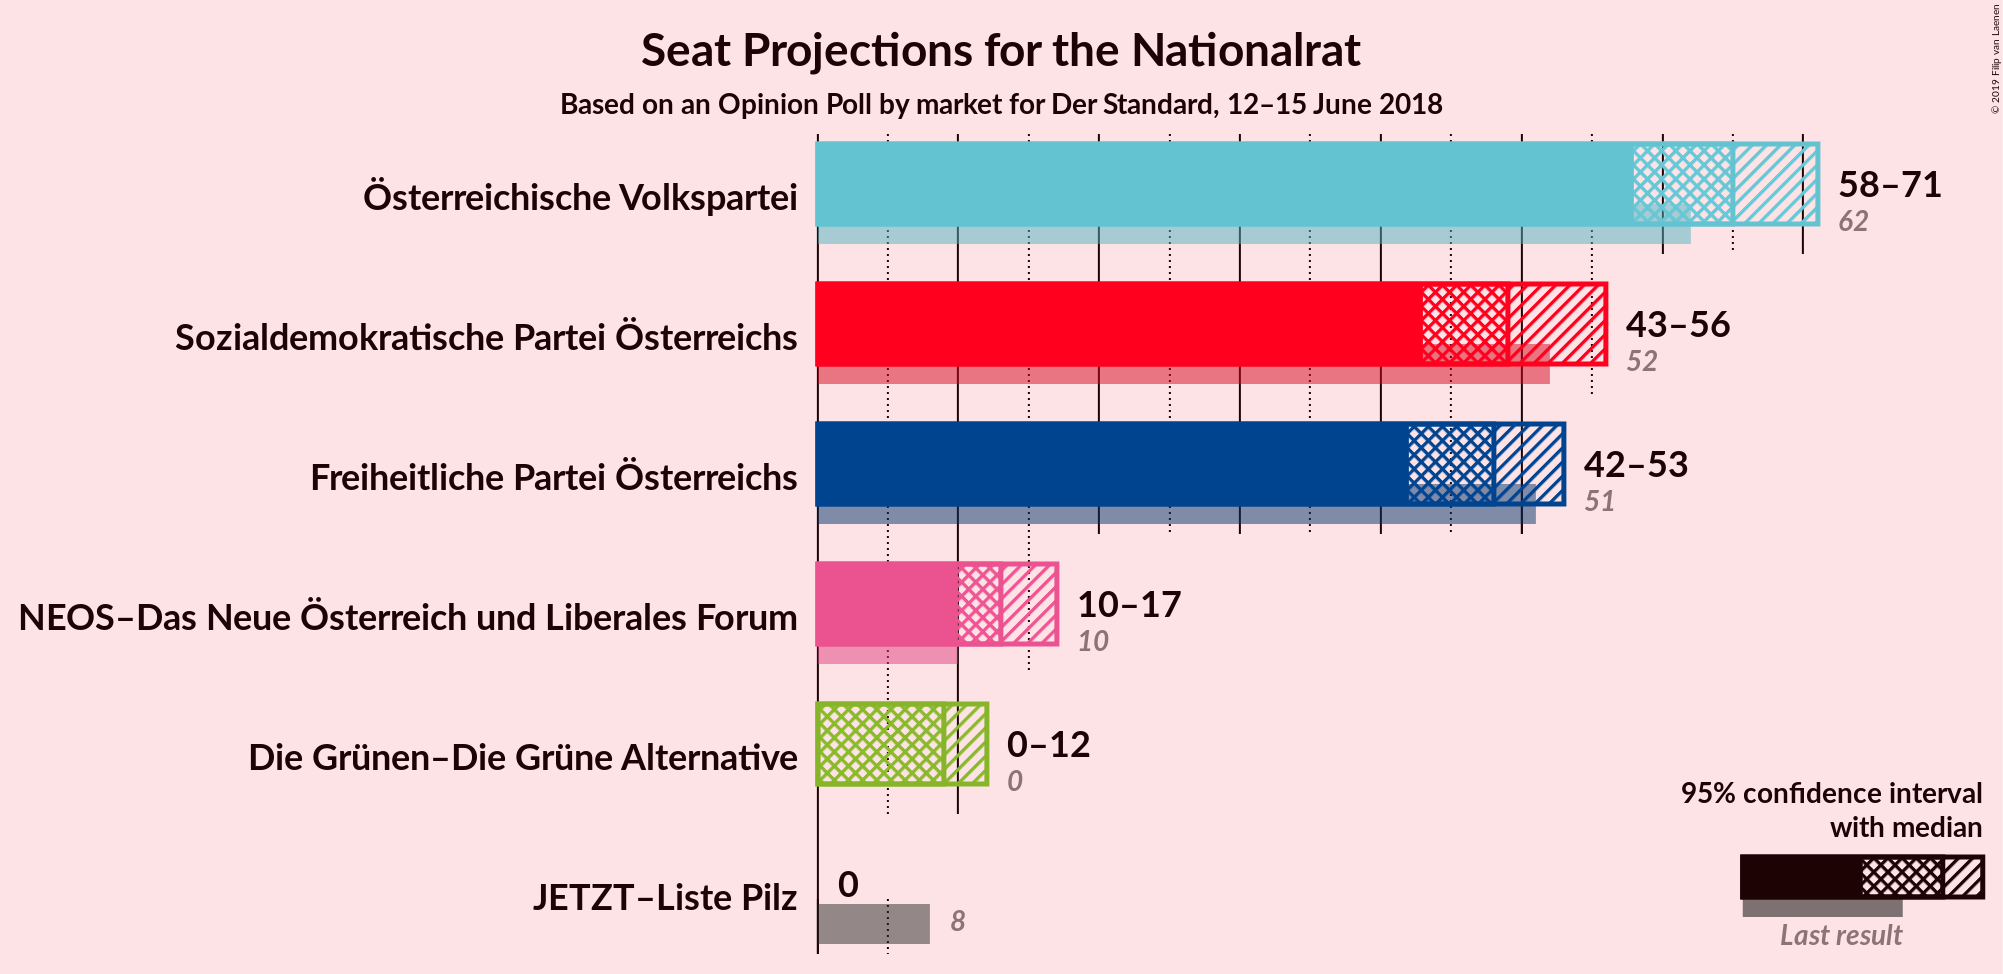 Seat Projections for the Nationalrat
Based on an Opinion Poll by market for Der Standard, 12–15 June 2018
© 2019 Filip van Laenen
Österreichische Volkspartei
58–71
62
Sozialdemokratische Partei Österreichs
43–56
52
Freiheitliche Partei Österreichs
42–53
51
NEOS–Das Neue Österreich und Liberales Forum
10–17
10
Die Grünen–Die Grüne Alternative
0–12
0
JETZT–Liste Pilz
0
8
95% confidence interval
with median
Last result